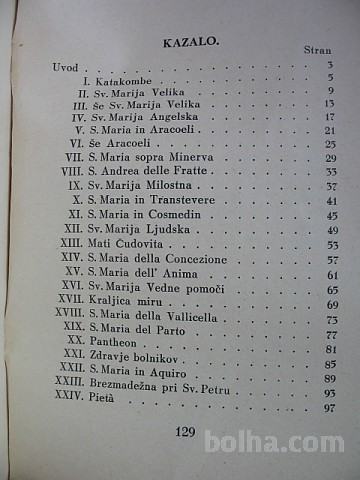 KAZALO.
Stran
Uvod . . . . . . . . . . . . 3
I. Katakombe . . . . . . . . . 5
II. Sv. Marija Velika . . . . . . . 9
III. Še Sv. Marija Velika . . . . . . 13
IV. Sv. Marija Angelska . . . . . . 17
V. S. Maria in Aracoeli . . . . . . 21
VI. Še Aracoeli . . . . . . . . 25
VII. S. Maria sopra Minerva . . . . . 29
VIII. S. Andrea delle Fratte . . . . . . 33
IX. Sv. Marija Milostna . . . . . . 37
X. S. Maria in Transtevere . . . . . 41
XI. S. Maria in Cosmedin . . . . . . 45
XII. Sv. Marija Ljudska . . . . . . 49
XIII. Mati Čudovita . . . . . . . . 53
XIV. S. Maria della Concezione . . . . . 57
XV. S. Maria dell' Anima . . . . . . 61
XVI. Sv. Marija Vedne pomoči . . . . . 65
XVII. Kraljica miru . . . . . . . . 69
XVIII. S. Maria della Vallicella . . . . . 73
XIX. S. Maria del Parto . . . . . . 77
XX. Pantheon . . . . . . . . . 81
XXI. Zdravje bolnikov . . . . . . . 85
XXII. S. Maria in Aquiro . . . . . . 89
XXIII. Brezmadežna pri Sv. Petru . . . . 93
XXIV. Pietà . . . . . . . . . . 97
129
bolha.com